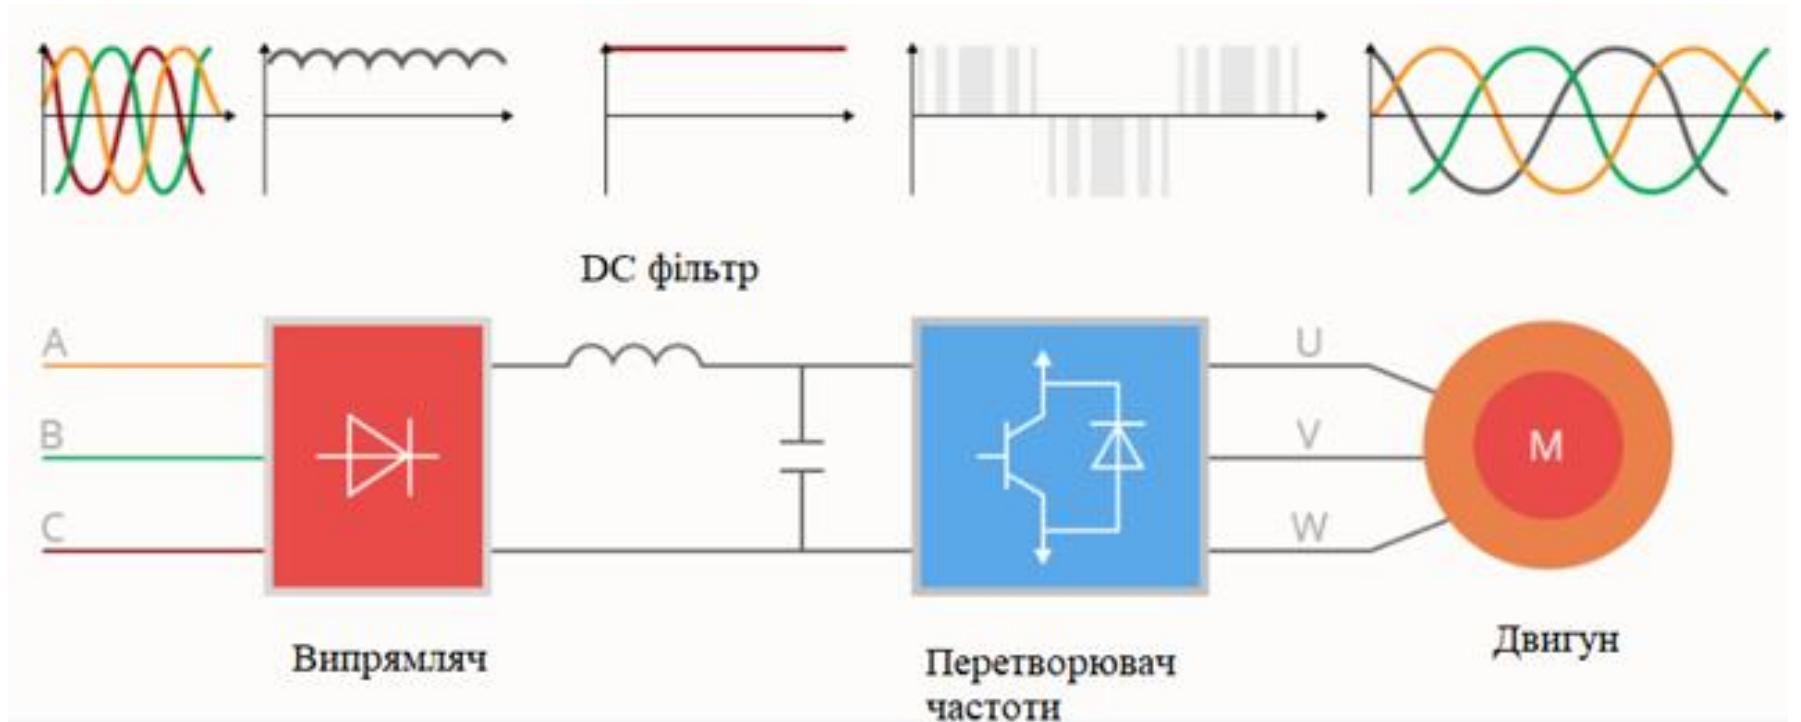 DC фільтр
A
B
C
U
V
W
M
Випрямляч
Перетворювач
частоти
Двигун